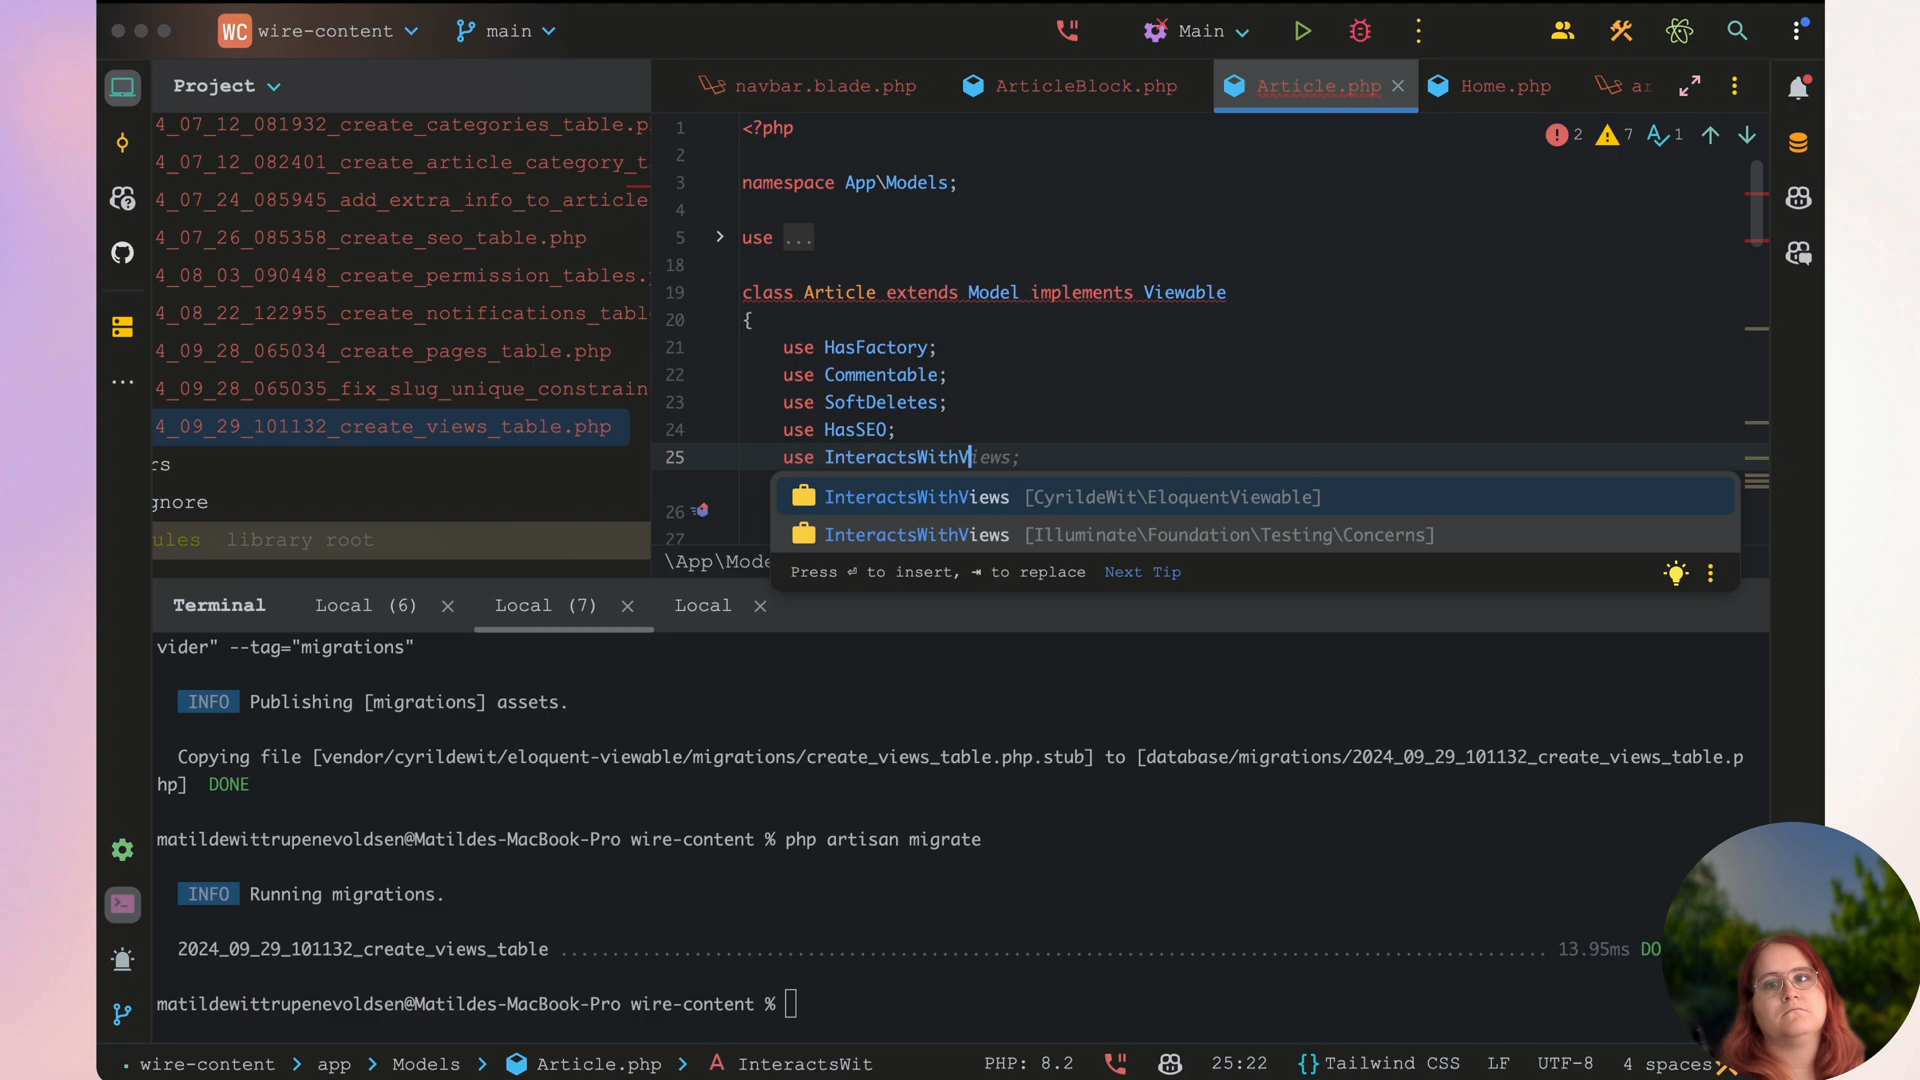 WC wire-content main Main
Project navbar.blade.php ArticleBlock.php Article.php Home.php ar
4_07_12_081932_create_categories_table.p
4_07_12_082401_create_article_category_t
4_07_24_085945_add_extra_info_to_article
4_07_26_085358_create_seo_table.php
4_08_03_090448_create_permission_tables.
4_08_22_122955_create_notifications_tabl
4_09_28_065034_create_pages_table.php
4_09_28_065035_fix_slug_unique_constrain
4_09_29_101132_create_views_table.php
rs
gnore
ules library root
2 7 1
1 <?php
2
3 namespace App\Models;
4
5 use ...
18
19 class Article extends Model implements Viewable
20 {
21 use HasFactory;
22 use Commentable;
23 use SoftDeletes;
24 use HasSEO;
25 use InteractsWithViews;
26
27
InteractsWithViews [CyrildeWit\EloquentViewable]
InteractsWithViews [Illuminate\Foundation\Testing\Concerns]
Press ⏎ to insert, ⇥ to replace Next Tip
\App\Mode
Terminal Local (6) Local (7) Local
vider" --tag="migrations"
INFO Publishing [migrations] assets.
Copying file [vendor/cyrildewit/eloquent-viewable/migrations/create_views_table.php.stub] to [database/migrations/2024_09_29_101132_create_views_table.p
hp] DONE
matildewittrupenevoldsen@Matildes-MacBook-Pro wire-content % php artisan migrate
INFO Running migrations.
2024_09_29_101132_create_views_table ................................................................................................ 13.95ms DO
matildewittrupenevoldsen@Matildes-MacBook-Pro wire-content %
wire-content > app > Models > Article.php > InteractsWit PHP: 8.2 25:22 {} Tailwind CSS LF UTF-8 4 spaces